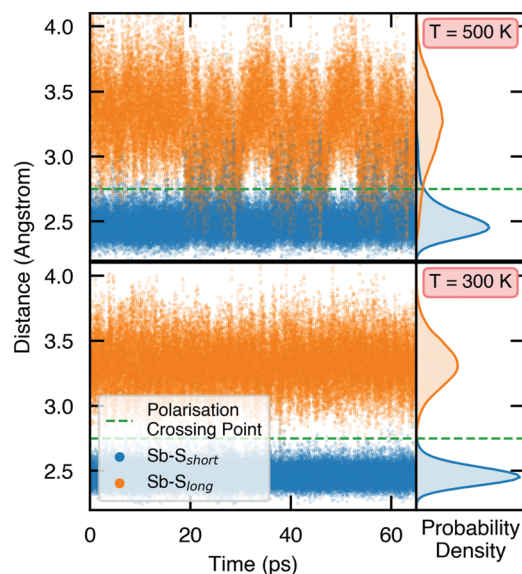 4.0
3.5
3.0
2.5
T = 500 K
Distance (Angstrom)
4.0
3.5
3.0
2.5
T = 300 K
Polarisation
Crossing Point
Sb-S_short
Sb-S_long
0 20 40 60
Time (ps)
Probability
Density